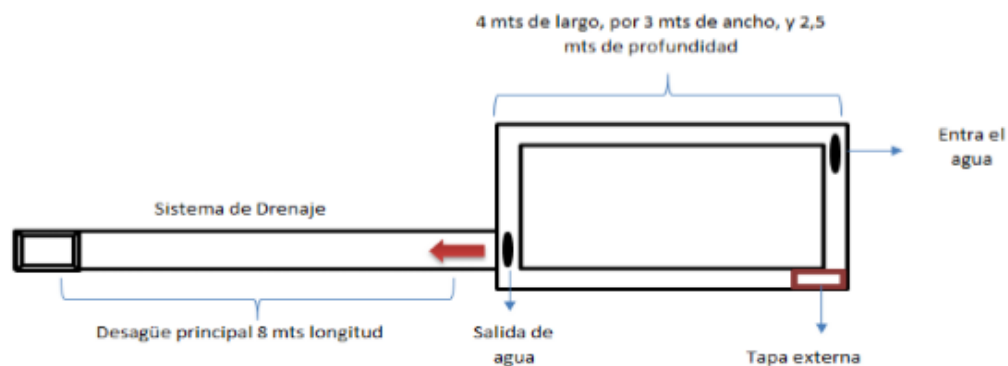 4 mts de largo, por 3 mts de ancho, y 2,5
mts de profundidad
Entra el
agua
Sistema de Drenaje
Desagüe principal 8 mts longitud
Salida de
agua
Tapa externa